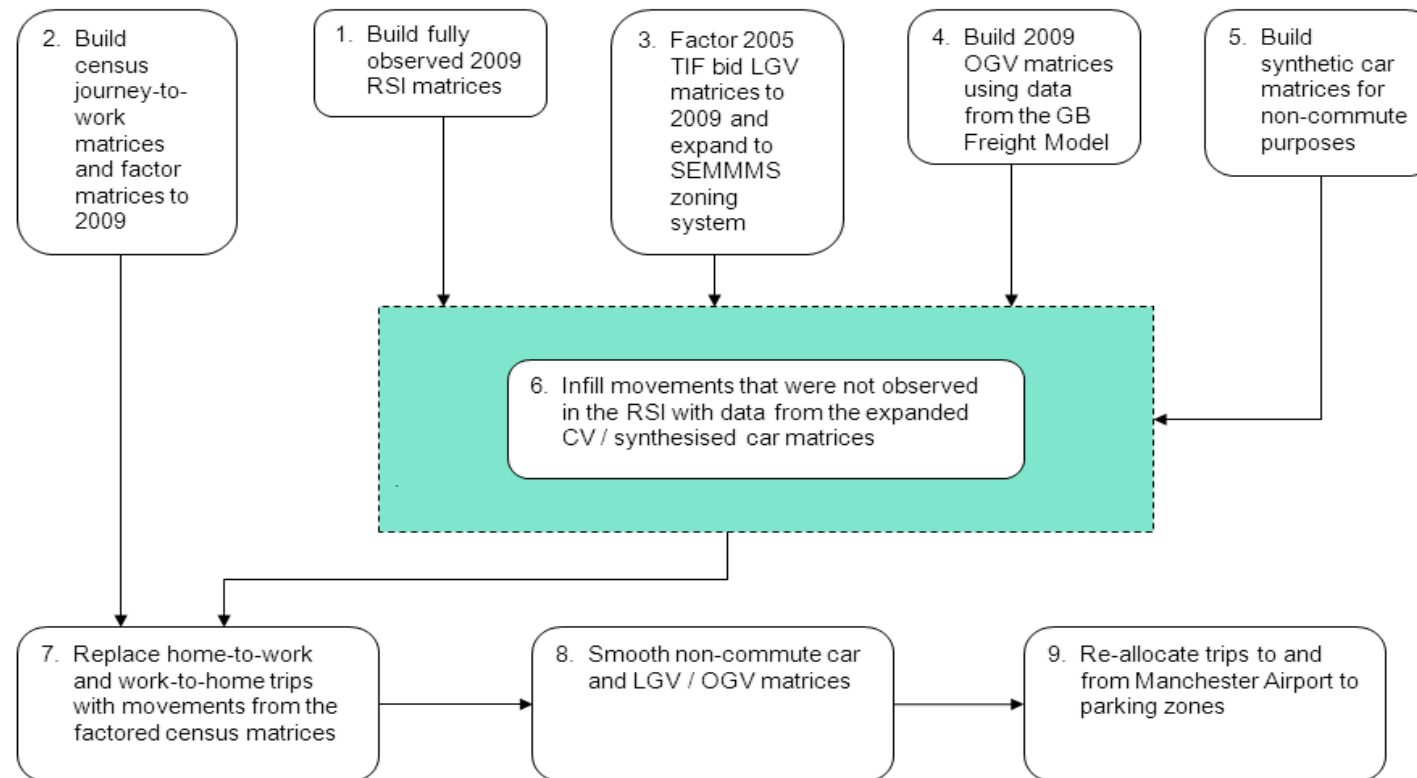 2. Build
census
journey-to-
work
matrices
and factor
matrices to
2009
1. Build fully
observed 2009
RSI matrices
3. Factor 2005
TIF bid LGV
matrices to
2009 and
expand to
SEMMMS
zoning
system
4. Build 2009
OGV matrices
using data
from the GB
Freight Model
5. Build
synthetic car
matrices for
non-commute
purposes
6. Infill movements that were not observed
in the RSI with data from the expanded
CV / synthesised car matrices
7. Replace home-to-work
and work-to-home trips
with movements from the
factored census matrices
8. Smooth non-commute car
and LGV / OGV matrices
9. Re-allocate trips to and
from Manchester Airport to
parking zones